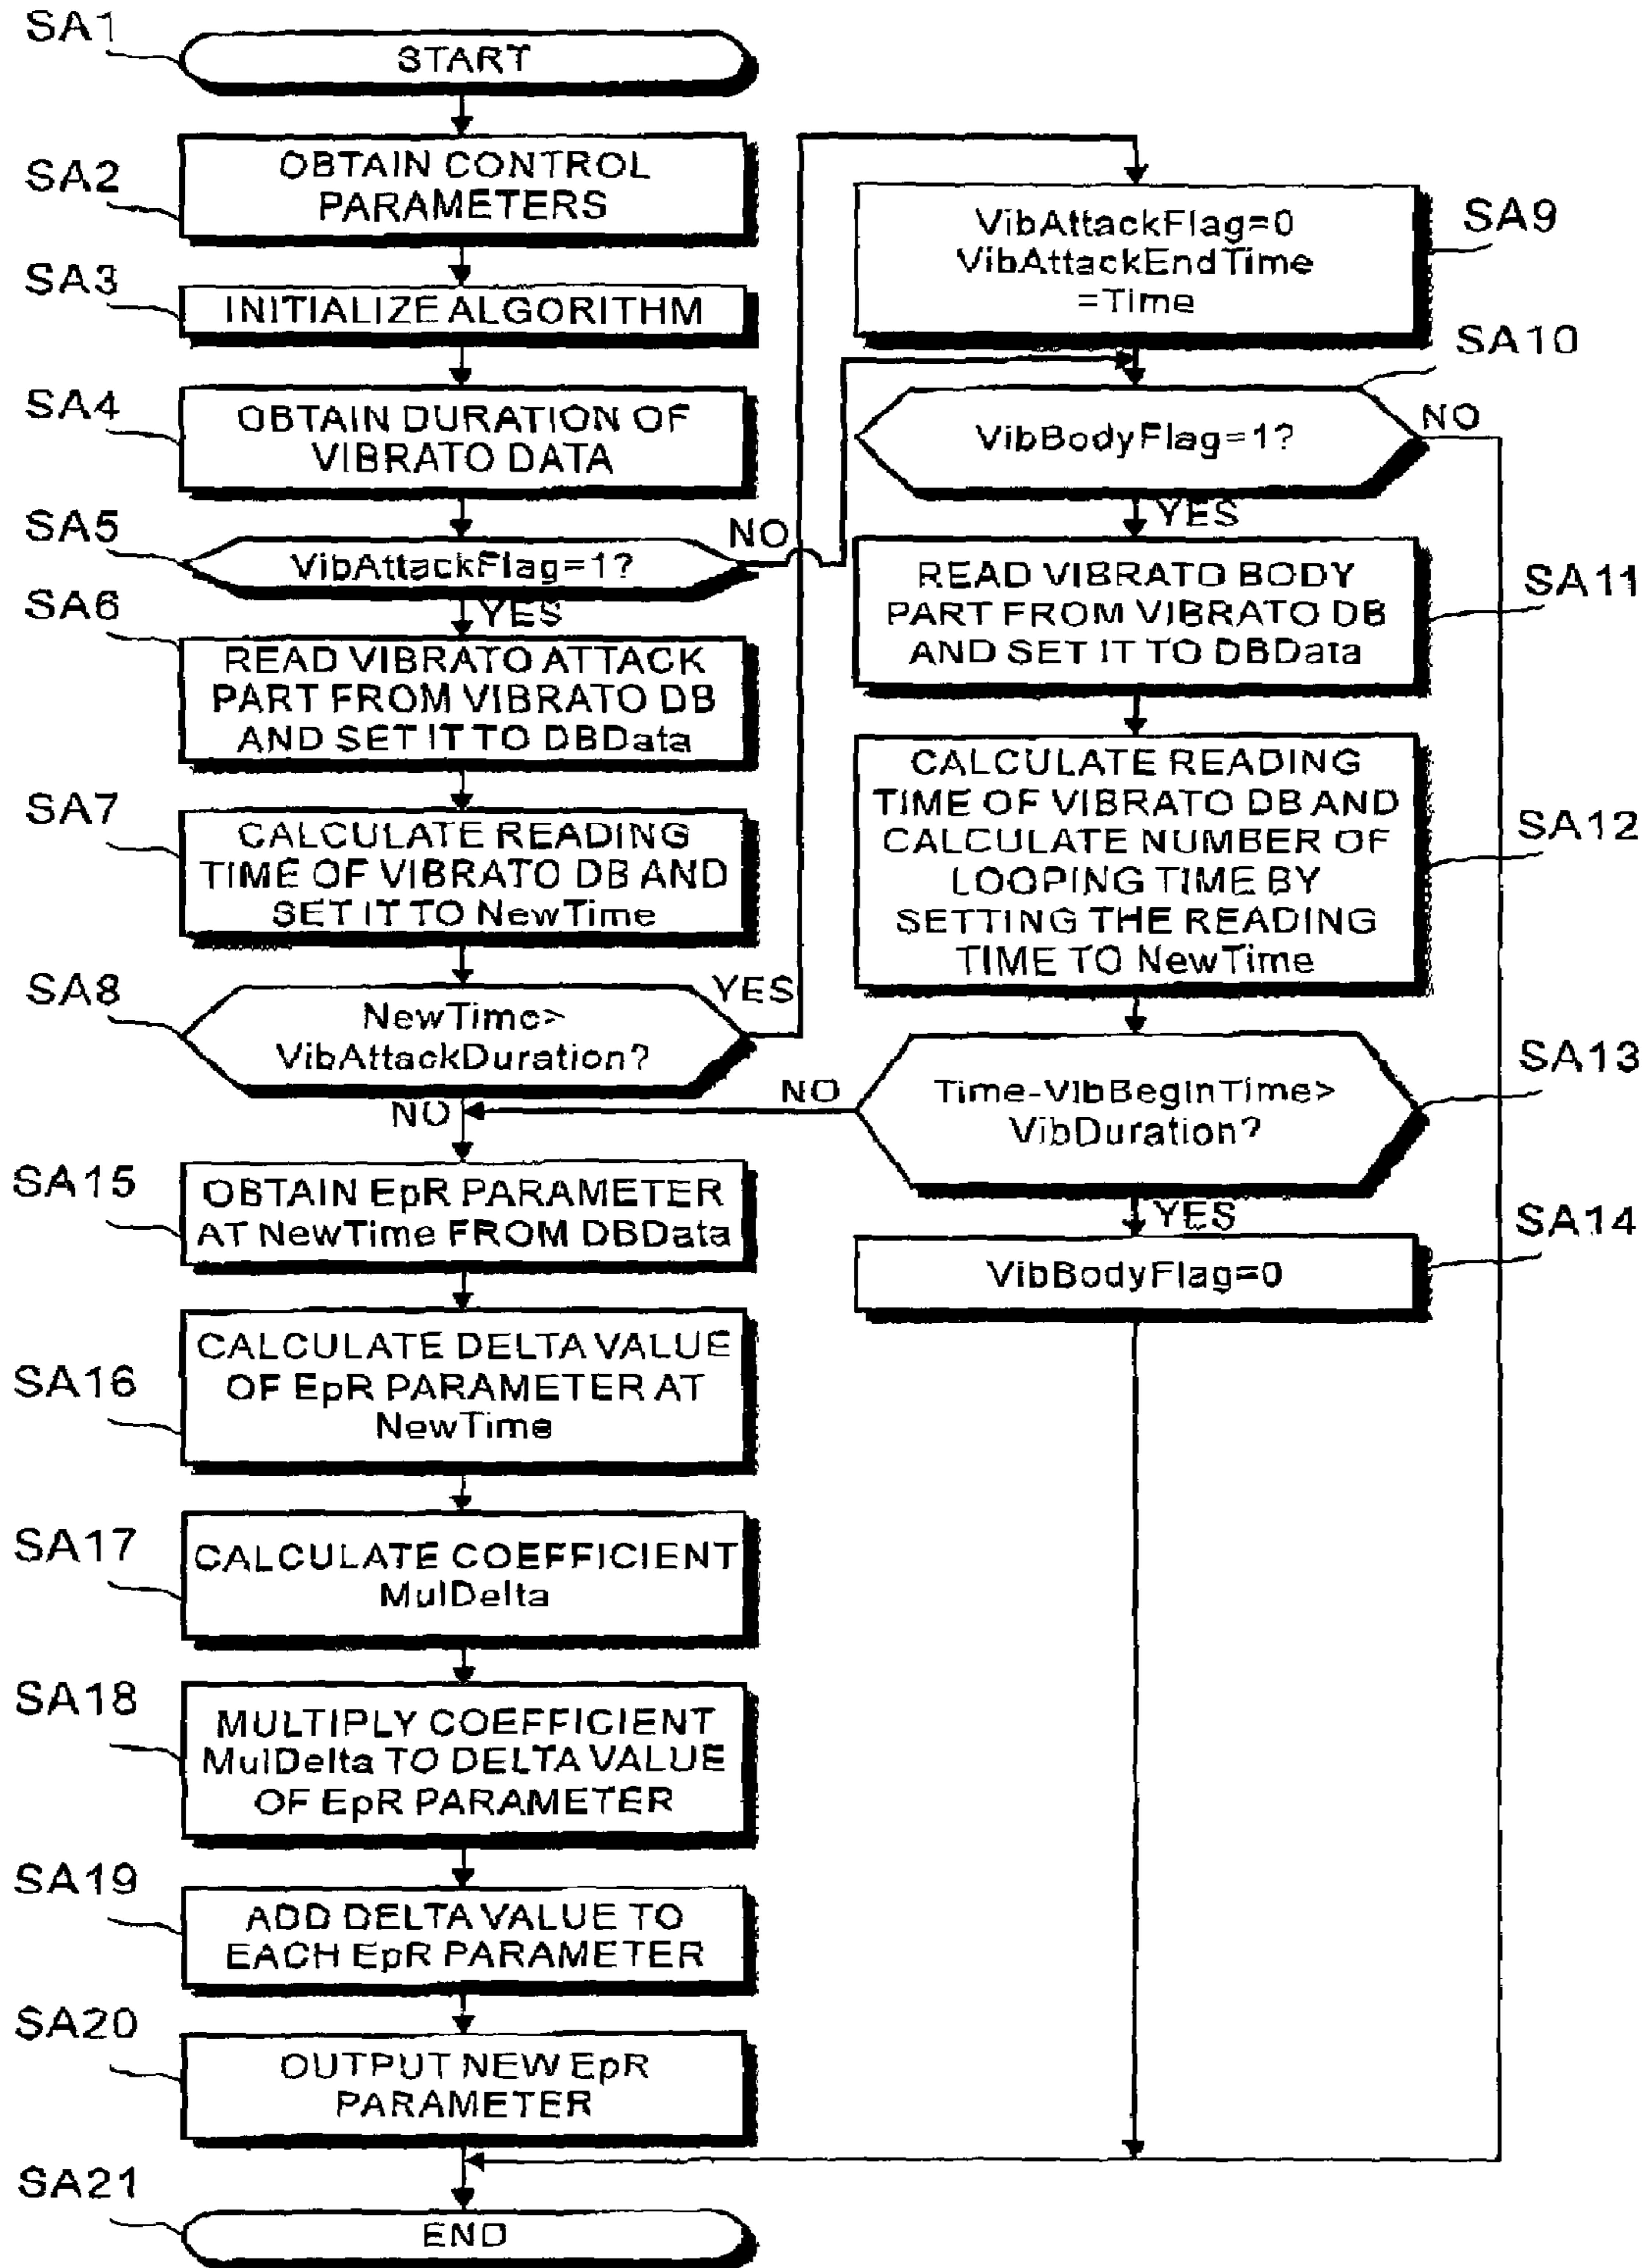 SA1
START
SA2
OBTAIN CONTROL
PARAMETERS
SA3
INITIALIZE ALGORITHM
SA4
OBTAIN DURATION OF
VIBRATO DATA
SA5
VibAttackFlag=1?
NO
YES
SA6
READ VIBRATO ATTACK
PART FROM VIBRATO DB
AND SET IT TO DBData
SA7
CALCULATE READING
TIME OF VIBRATO DB AND
SET IT TO NewTime
SA8
NewTime>
VibAttackDuration?
YES
NO
SA9
VibAttackFlag=0
VibAttackEndTime
=Time
SA10
VibBodyFlag=1?
NO
YES
SA11
READ VIBRATO BODY
PART FROM VIBRATO DB
AND SET IT TO DBData
SA12
CALCULATE READING
TIME OF VIBRATO DB AND
CALCULATE NUMBER OF
LOOPING TIME BY
SETTING THE READING
TIME TO NewTime
SA13
Time-VibBeginTime>
VibDuration?
NO
YES
SA14
VibBodyFlag=0
SA15
OBTAIN EpR PARAMETER
AT NewTime FROM DBData
SA16
CALCULATE DELTA VALUE
OF EpR PARAMETER AT
NewTime
SA17
CALCULATE COEFFICIENT
MulDelta
SA18
MULTIPLY COEFFICIENT
MulDelta TO DELTA VALUE
OF EpR PARAMETER
SA19
ADD DELTA VALUE TO
EACH EpR PARAMETER
SA20
OUTPUT NEW EpR
PARAMETER
SA21
END